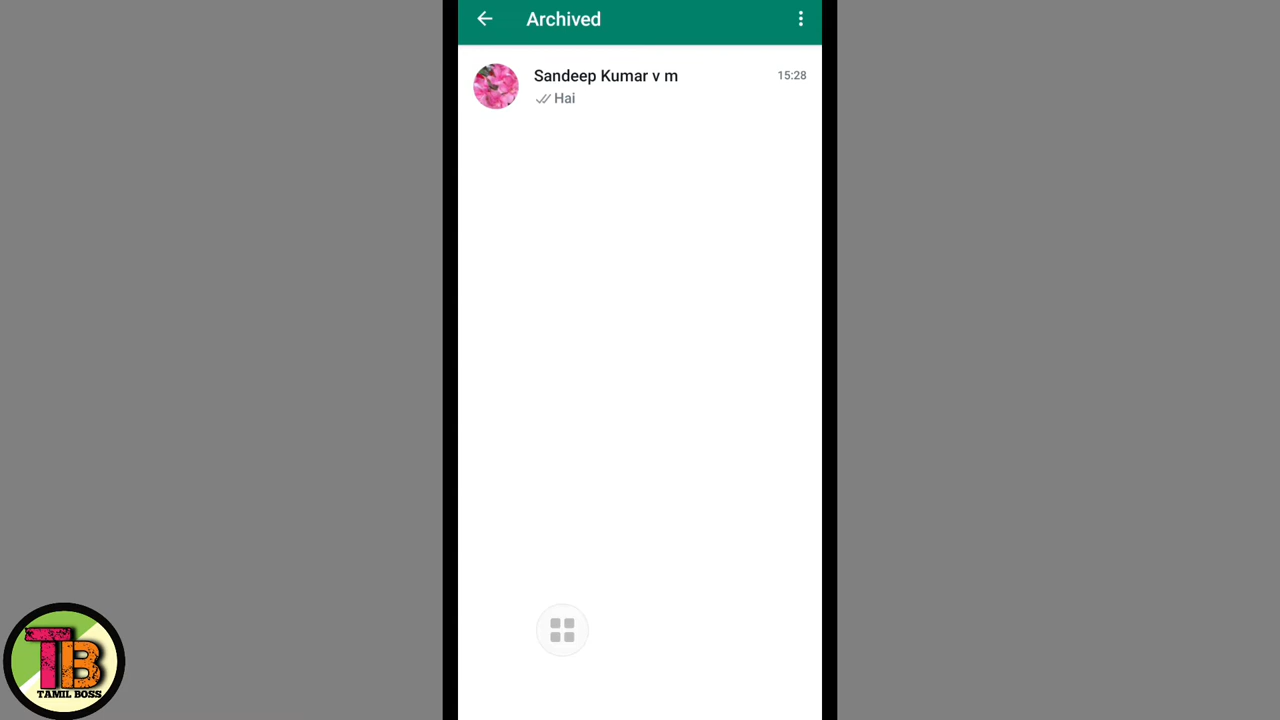 Archived
Sandeep Kumar v m
15:28
Hai
TB
TAMIL BOSS